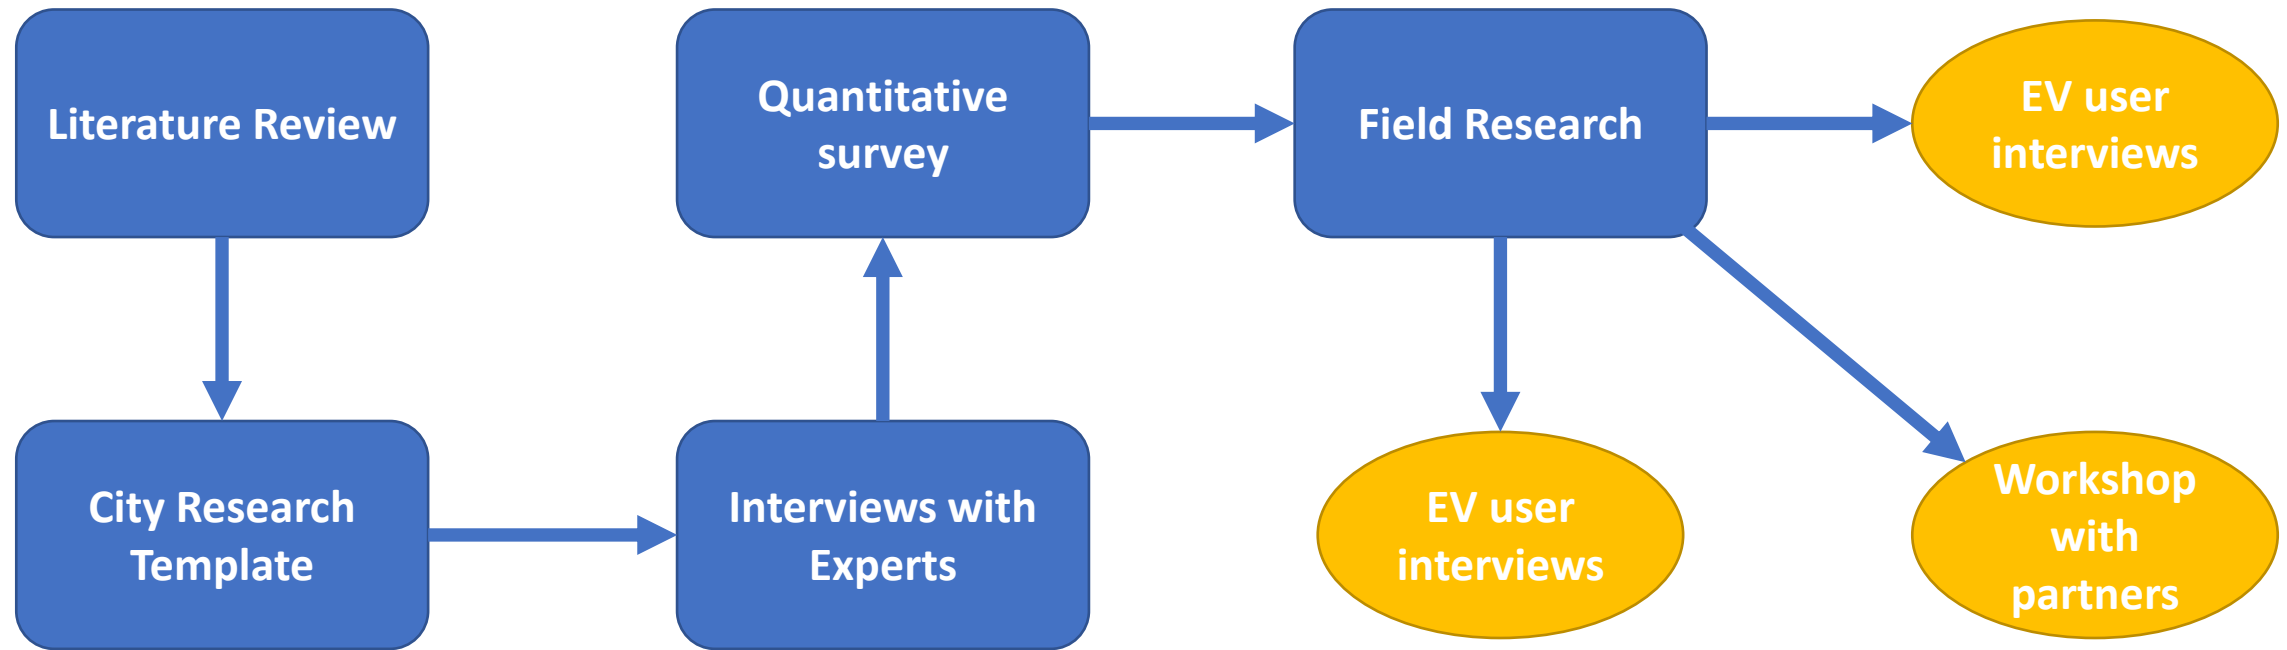 Literature Review
Quantitative
survey
Field Research
EV user
interviews
City Research
Template
Interviews with
Experts
EV user
interviews
Workshop
with
partners